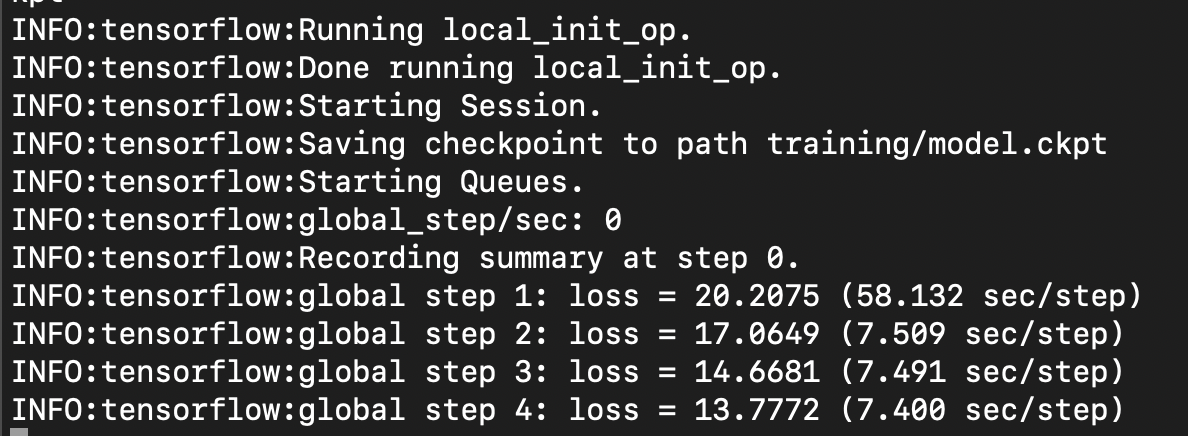 INFO:tensorflow:Running local_init_op.
INFO:tensorflow:Done running local_init_op.
INFO:tensorflow:Starting Session.
INFO:tensorflow:Saving checkpoint to path training/model.ckpt
INFO:tensorflow:Starting Queues.
INFO:tensorflow:global_step/sec: 0
INFO:tensorflow:Recording summary at step 0.
INFO:tensorflow:global step 1: loss = 20.2075 (58.132 sec/step)
INFO:tensorflow:global step 2: loss = 17.0649 (7.509 sec/step)
INFO:tensorflow:global step 3: loss = 14.6681 (7.491 sec/step)
INFO:tensorflow:global step 4: loss = 13.7772 (7.400 sec/step)